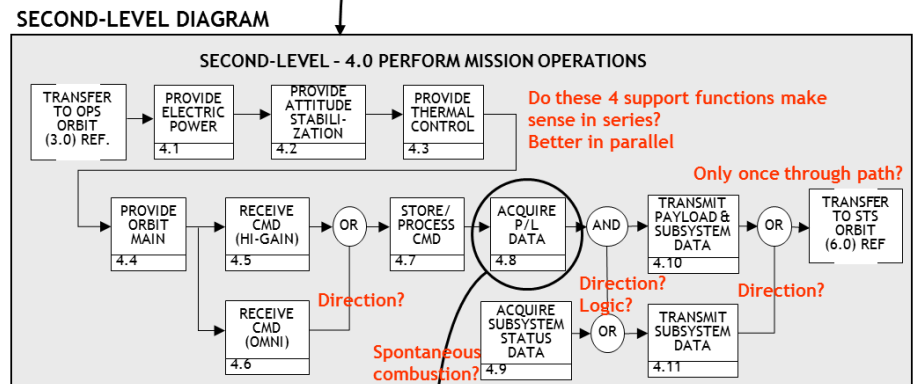 SECOND-LEVEL DIAGRAM
SECOND-LEVEL – 4.0 PERFORM MISSION OPERATIONS
TRANSFER
TO OPS
ORBIT
(3.0) REF.
PROVIDE
ELECTRIC
POWER
4.1
PROVIDE
ATTITUDE
STABILI-
ZATION
4.2
PROVIDE
THERMAL
CONTROL
4.3
Do these 4 support functions make
sense in series?
Better in parallel
Only once through path?
PROVIDE
ORBIT
MAIN
4.4
RECEIVE
CMD
(HI-GAIN)
4.5
OR
STORE/
PROCESS
CMD
4.7
ACQUIRE
P/L
DATA
4.8
AND
TRANSMIT
PAYLOAD &
SUBSYSTEM
DATA
4.10
OR
TRANSFER
TO STS
ORBIT
(6.0) REF
Direction?
Direction?
Logic?
Direction?
RECEIVE
CMD
(OMNI)
4.6
Spontaneous
combustion?
ACQUIRE
SUBSYSTEM
STATUS
DATA
4.9
OR
TRANSMIT
SUBSYSTEM
DATA
4.11